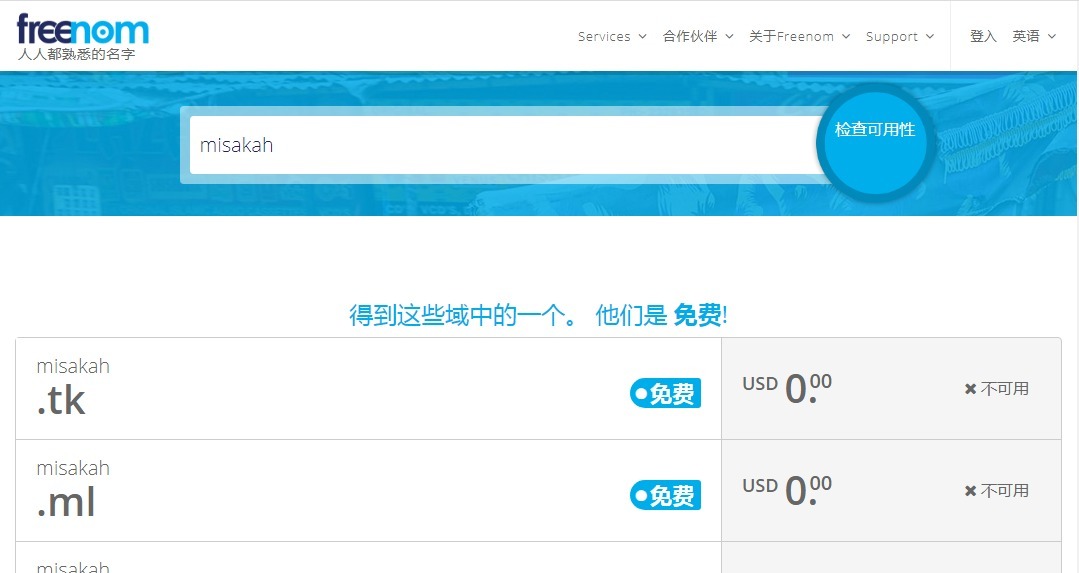 freenom
人人都熟悉的名字
Services 合作伙伴 关于Freenom Support 登入 英语
misakah
检查可用性
得到这些域中的一个。 他们是 免费!
misakah
.tk
免费
USD 0.00
不可用
misakah
.ml
免费
USD 0.00
不可用
misakah